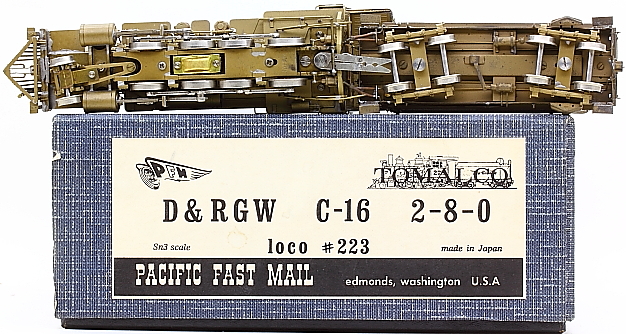 PFM
TOMALCO
D & RGW C-16 2-8-0
Sn3 scale loco #223 made in Japan
PACIFIC FAST MAIL edmonds, washington U.S.A